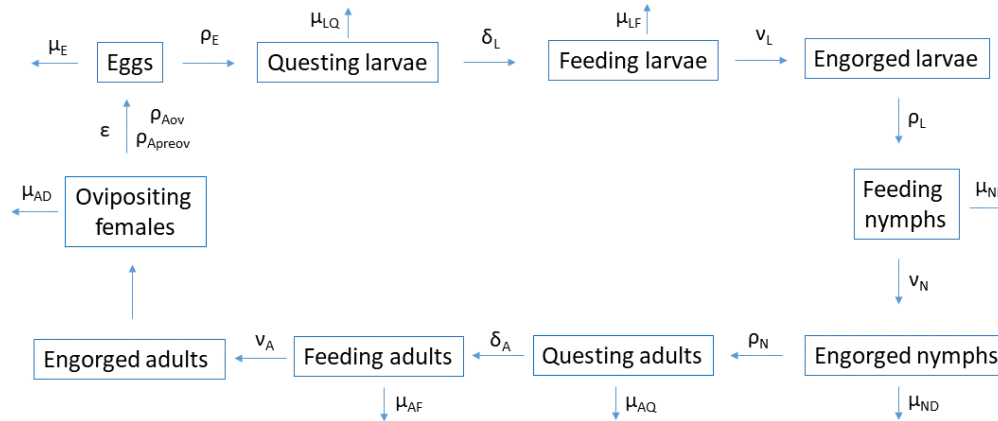 μLQ
μLF
μE
Eggs
ρE
Questing larvae
δL
Feeding larvae
νL
Engorged larvae
ε
ρAov
ρApreov
ρL
μAD
Ovipositing
females
Feeding
nymphs
νN
Engorged adults
νA
Feeding adults
δA
Questing adults
ρN
Engorged nymphs
μAF
μAQ
μND